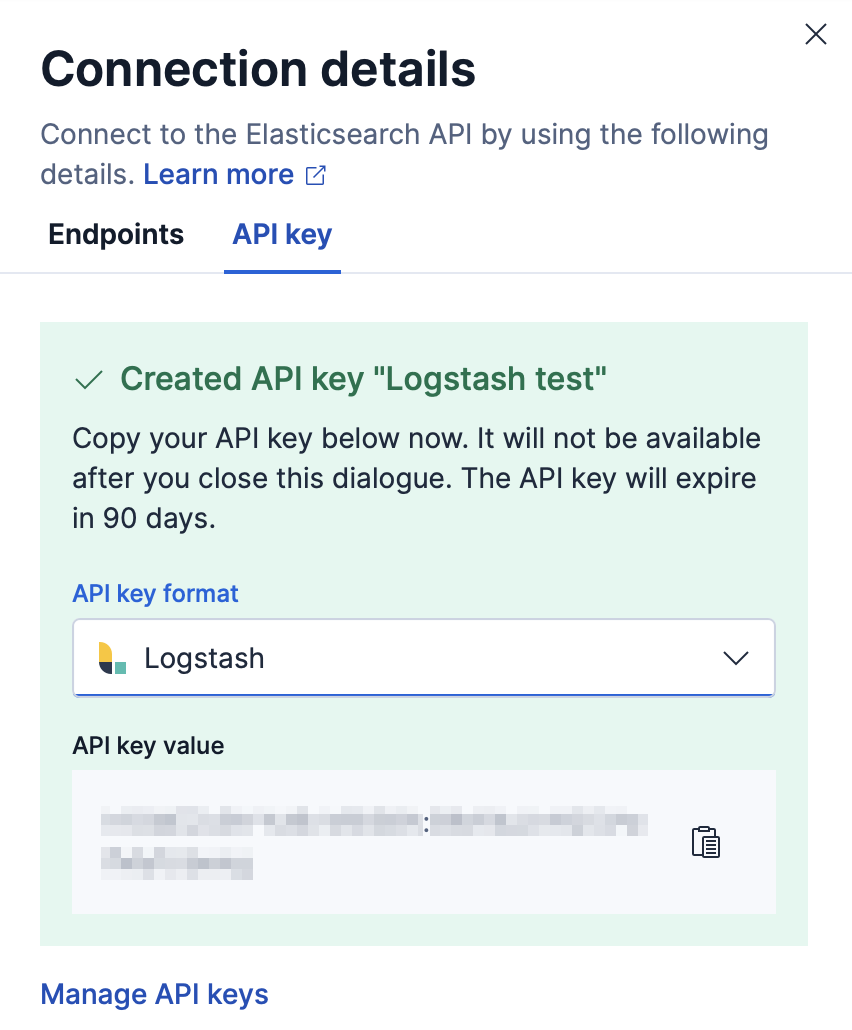 Connection details
Connect to the Elasticsearch API by using the following
details. Learn more
Endpoints API key
Created API key "Logstash test"
Copy your API key below now. It will not be available
after you close this dialogue. The API key will expire
in 90 days.
API key format
Logstash
API key value
:
Manage API keys